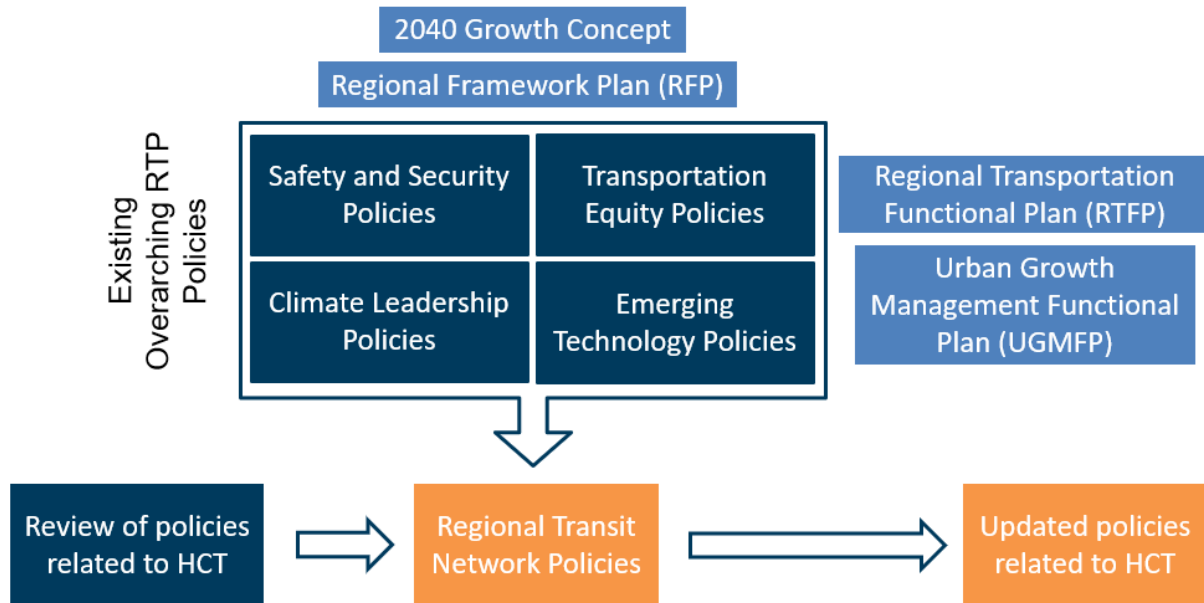 2040 Growth Concept
Regional Framework Plan (RFP)
Existing
Overarching RTP
Policies
Safety and Security
Policies
Transportation
Equity Policies
Climate Leadership
Policies
Emerging
Technology Policies
Regional Transportation
Functional Plan (RTFP)
Urban Growth
Management Functional
Plan (UGMFP)
Review of policies
related to HCT
Regional Transit
Network Policies
Updated policies
related to HCT